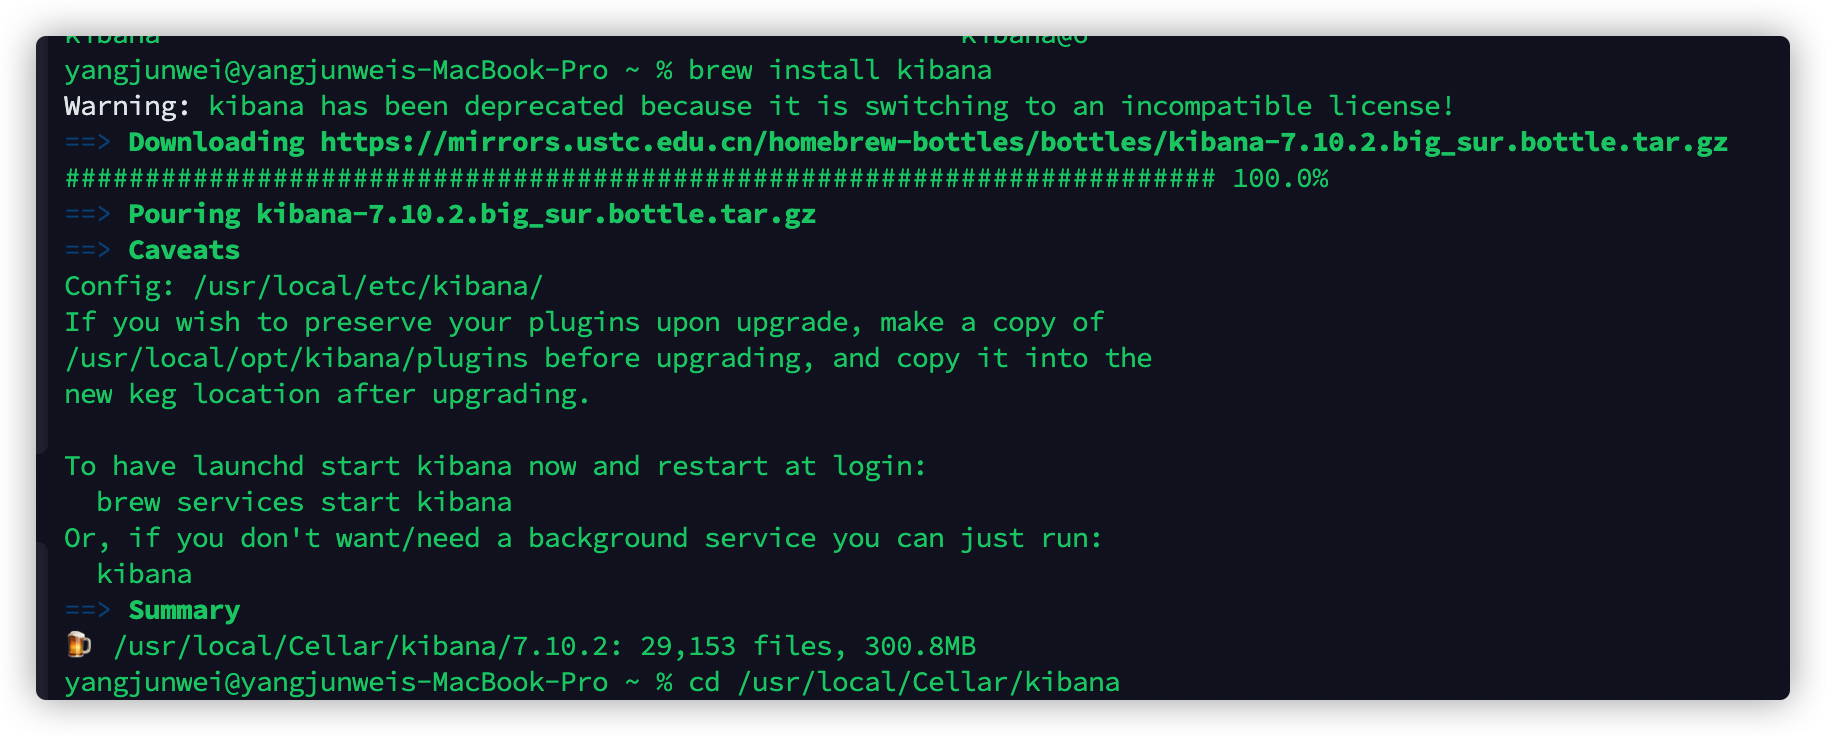 kibana kibana@6
yangjunwei@yangjunweis-MacBook-Pro ~ % brew install kibana
Warning: kibana has been deprecated because it is switching to an incompatible license!
==> Downloading https://mirrors.ustc.edu.cn/homebrew-bottles/bottles/kibana-7.10.2.big_sur.bottle.tar.gz
######################################################################## 100.0%
==> Pouring kibana-7.10.2.big_sur.bottle.tar.gz
==> Caveats
Config: /usr/local/etc/kibana/
If you wish to preserve your plugins upon upgrade, make a copy of
/usr/local/opt/kibana/plugins before upgrading, and copy it into the
new keg location after upgrading.

To have launchd start kibana now and restart at login:
  brew services start kibana
Or, if you don't want/need a background service you can just run:
  kibana
==> Summary
🍺 /usr/local/Cellar/kibana/7.10.2: 29,153 files, 300.8MB
yangjunwei@yangjunweis-MacBook-Pro ~ % cd /usr/local/Cellar/kibana